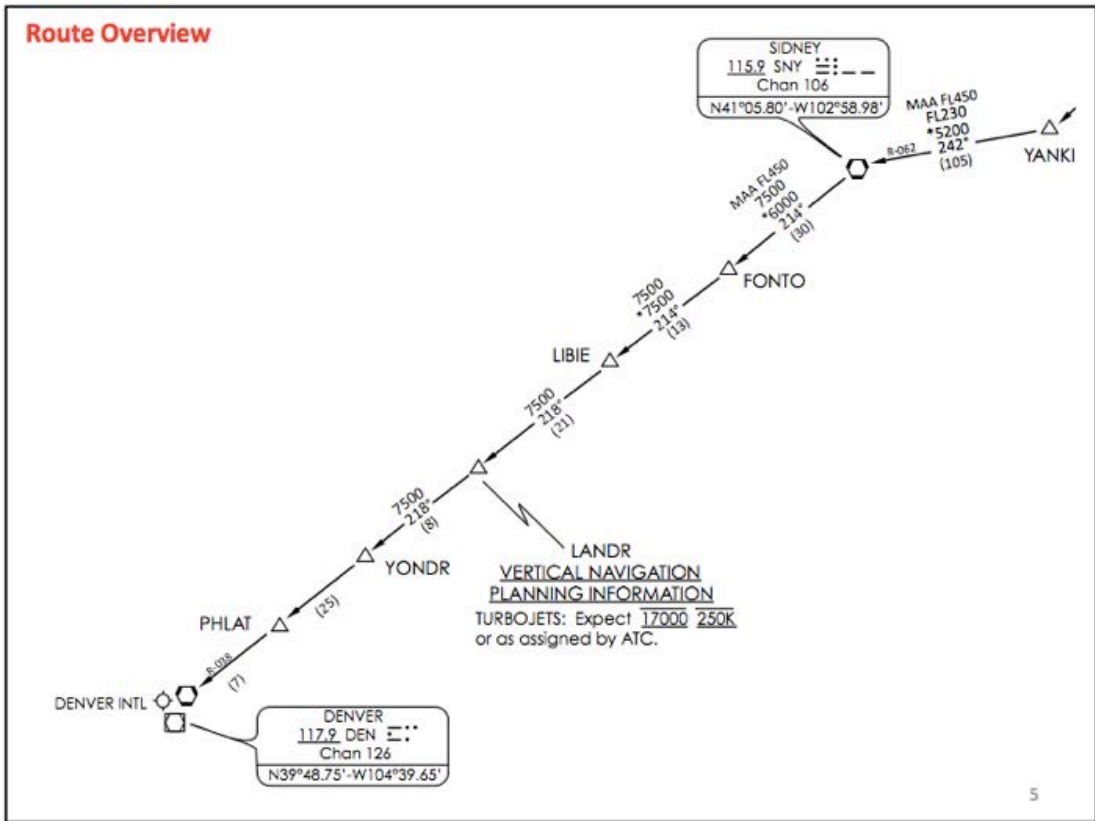 Route Overview
SIDNEY
115.9 SNY
Chan 106
N41°05.80'-W102°58.98'
MAA FL450
FL230
*5200
242°
(105)
R-062
YANKI
MAA FL450
7500
*6000
214°
(30)
FONTO
7500
*7500
214°
(13)
LIBIE
7500
218°
(21)
LANDR
VERTICAL NAVIGATION
PLANNING INFORMATION
TURBOJETS: Expect 17000 250K
or as assigned by ATC.
7500
218°
(8)
YONDR
(25)
PHLAT
R-038
(7)
DENVER INTL
DENVER
117.9 DEN
Chan 126
N39°48.75'-W104°39.65'
5